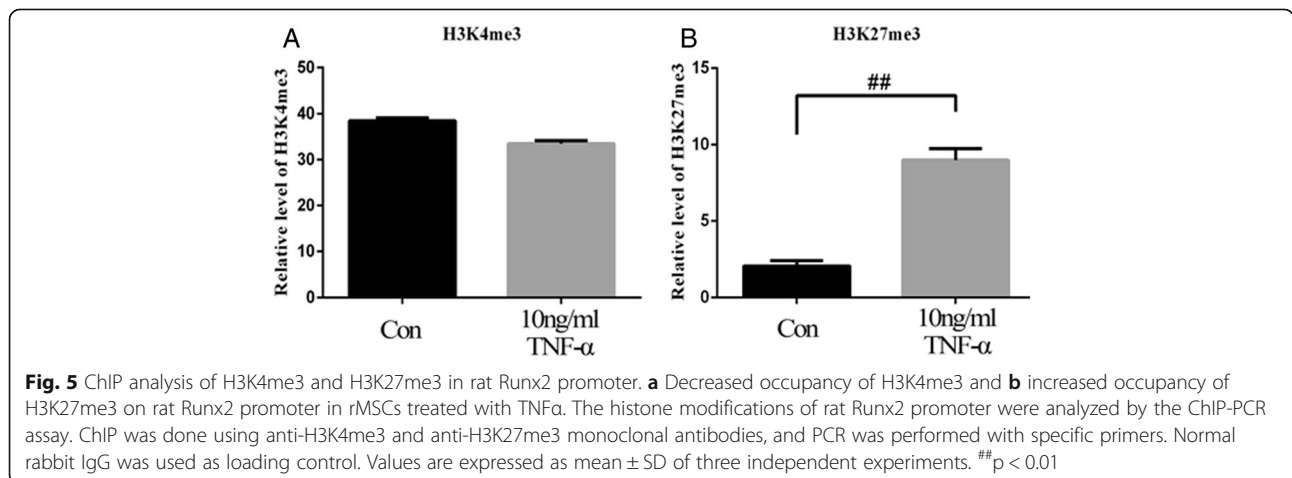 A
H3K4me3
Relative level of H3K4me3
50
40
30
20
10
0
Con
10ng/ml
TNF-α
B
H3K27me3
Relative level of H3K27me3
15
10
5
0
##
Con
10ng/ml
TNF-α
Fig. 5 ChIP analysis of H3K4me3 and H3K27me3 in rat Runx2 promoter. a Decreased occupancy of H3K4me3 and b increased occupancy of
H3K27me3 on rat Runx2 promoter in rMSCs treated with TNFα. The histone modifications of rat Runx2 promoter were analyzed by the ChIP-PCR
assay. ChIP was done using anti-H3K4me3 and anti-H3K27me3 monoclonal antibodies, and PCR was performed with specific primers. Normal
rabbit IgG was used as loading control. Values are expressed as mean ± SD of three independent experiments. ##p < 0.01